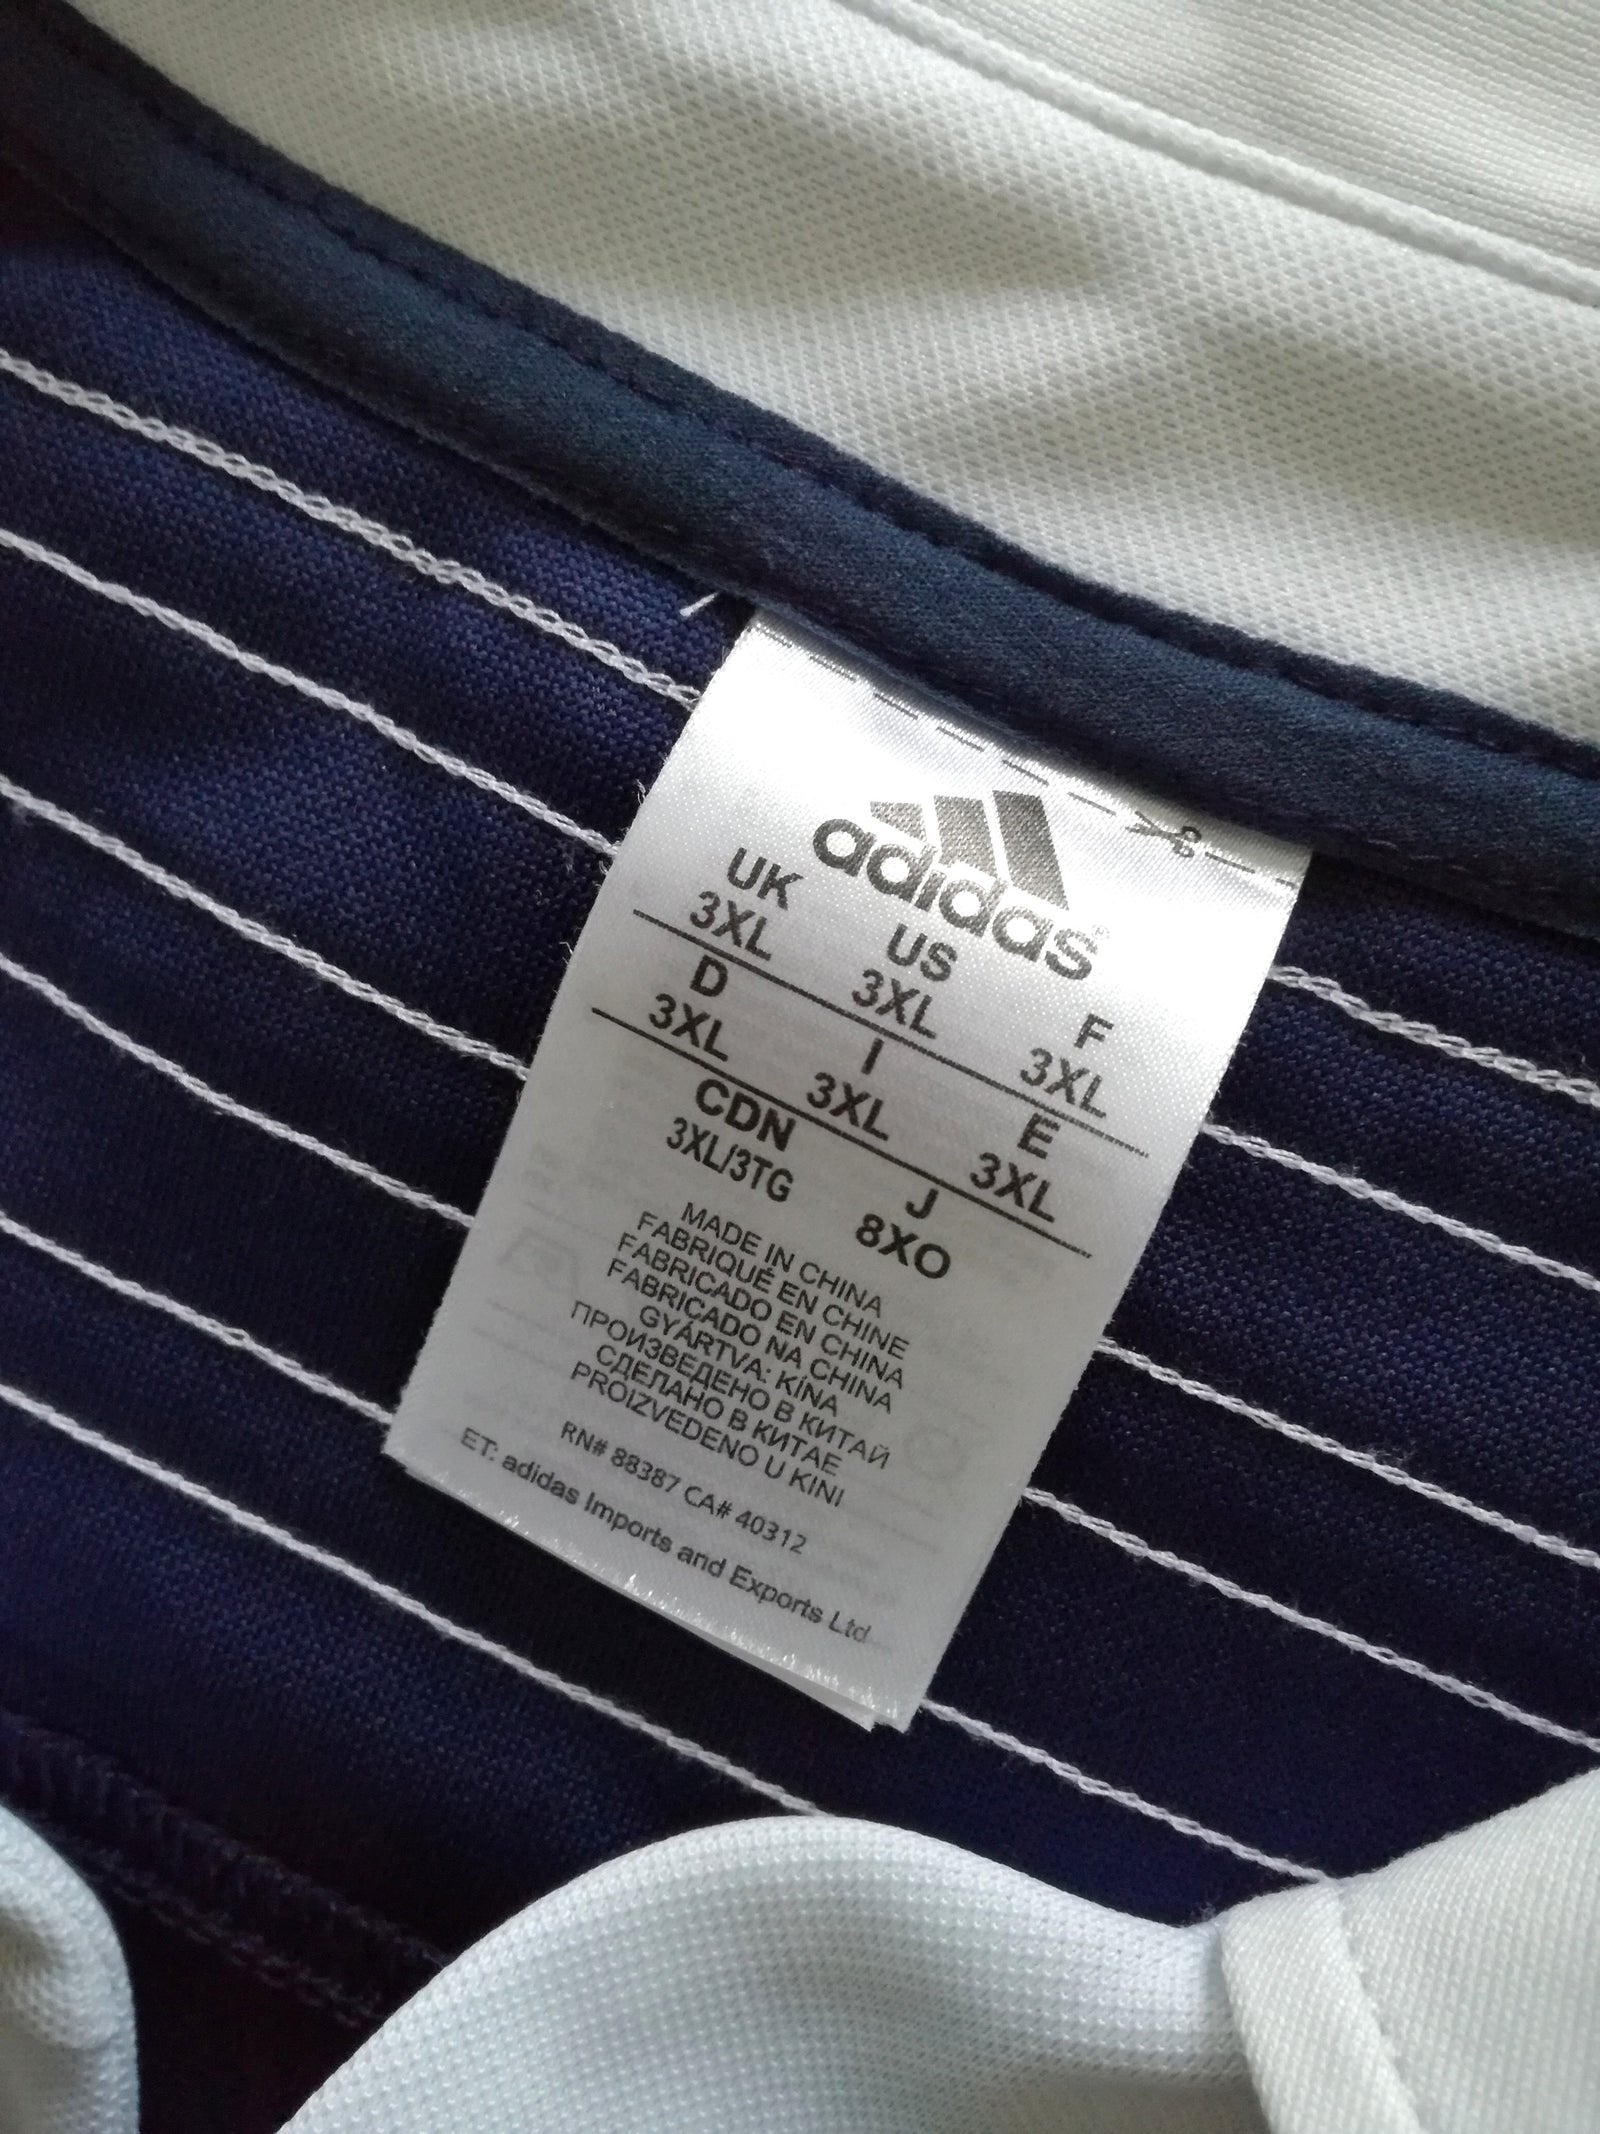 adidas®
UK US F
3XL 3XL 3XL
D I E
3XL 3XL 3XL
CDN J
3XL/3TG 8XO
MADE IN CHINA
FABRIQUÉ EN CHINE
FABRICADO EN CHINA
FABRICADO NA CHINA
GYÁRTVA: KÍNA
ПРОИЗВЕДЕНО В КИТАЙ
СДЕЛАНО В КИТАЕ
PROIZVEDENO U KINI
RN# 88387 CA# 40312
ET: adidas Imports and Exports Ltd